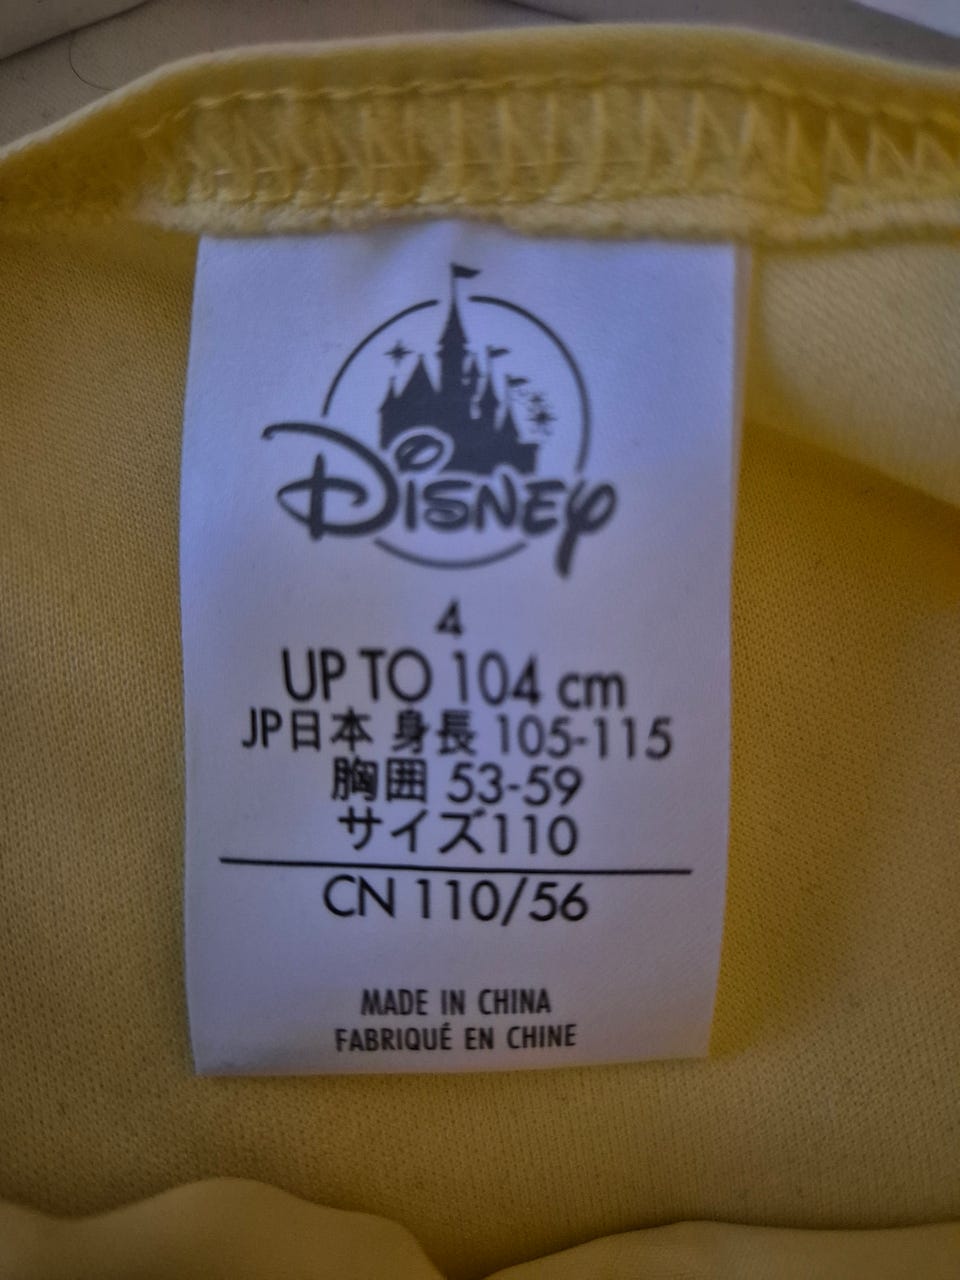 Disney
4
UP TO 104 cm
JP日本 身長 105-115
胸囲 53-59
サイズ110
CN 110/56
MADE IN CHINA
FABRIQUÉ EN CHINE